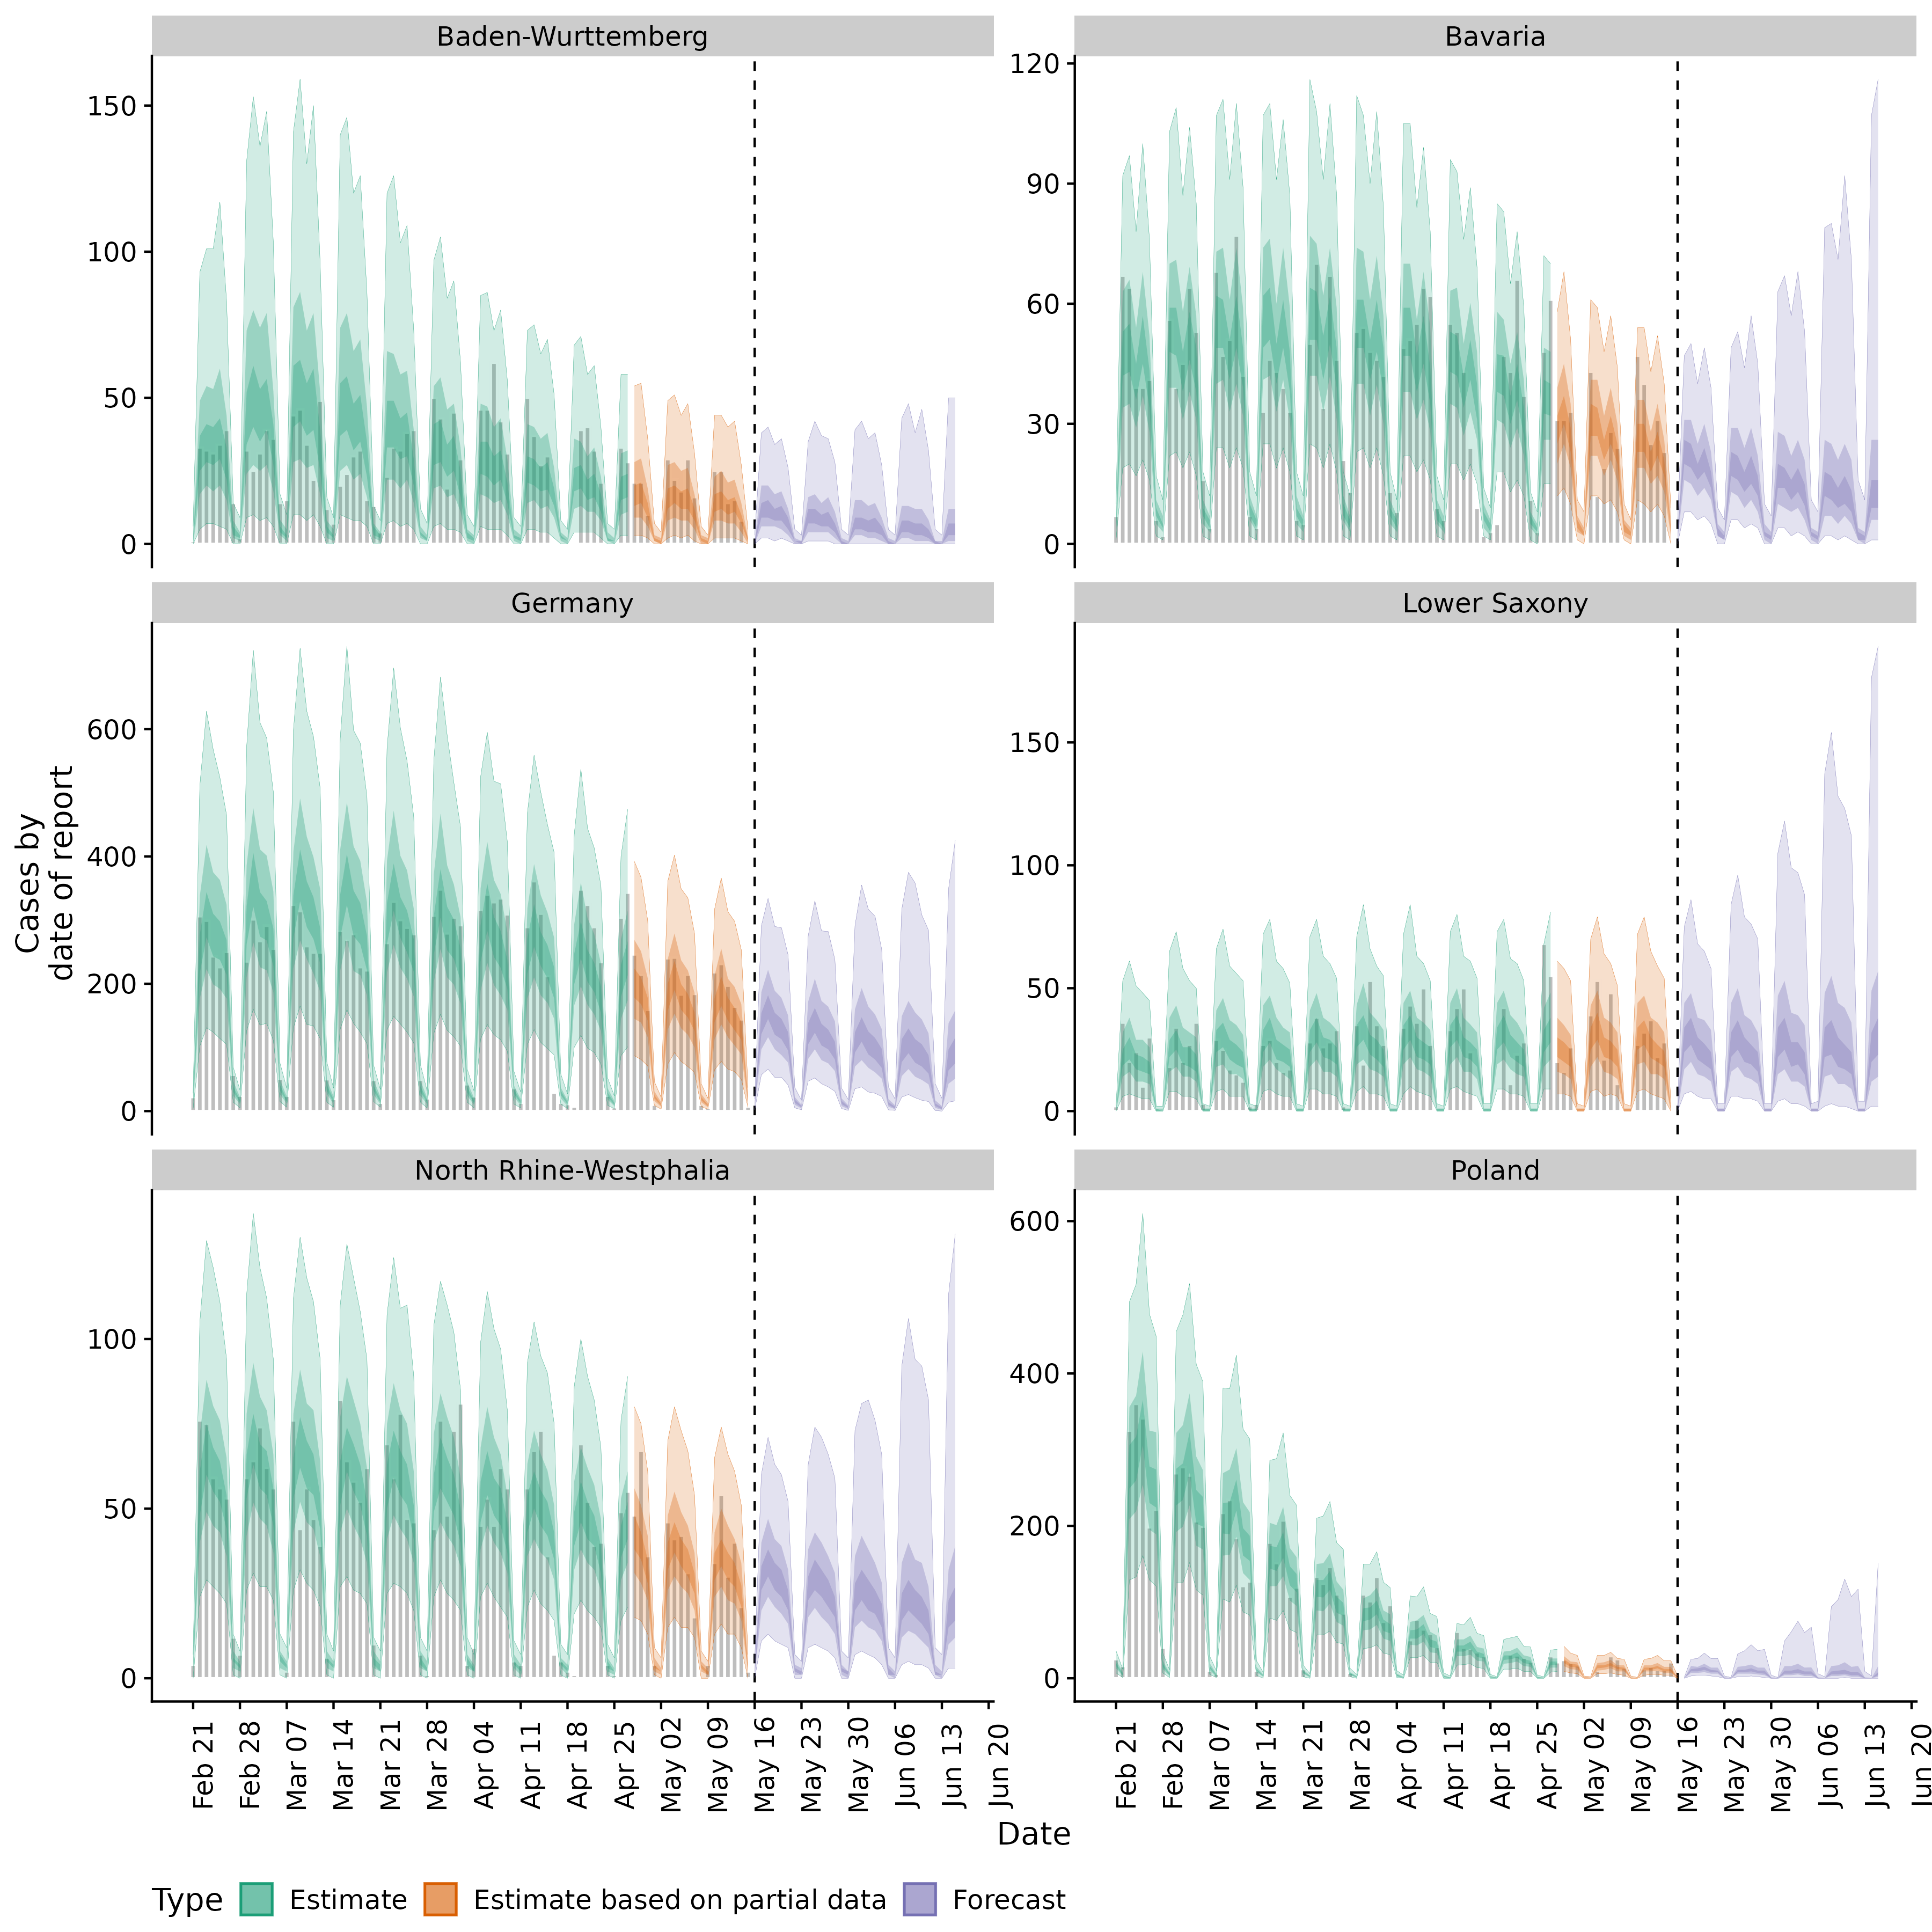 Baden-Wurttemberg
Bavaria
150
100
50
0
120
90
60
30
0
Germany
Lower Saxony
600
400
200
0
150
100
50
0
Cases by
date of report
North Rhine-Westphalia
Poland
100
50
0
600
400
200
0
Feb 21
Feb 28
Mar 07
Mar 14
Mar 21
Mar 28
Apr 04
Apr 11
Apr 18
Apr 25
May 02
May 09
May 16
May 23
May 30
Jun 06
Jun 13
Jun 20
Feb 21
Feb 28
Mar 07
Mar 14
Mar 21
Mar 28
Apr 04
Apr 11
Apr 18
Apr 25
May 02
May 09
May 16
May 23
May 30
Jun 06
Jun 13
Jun 20
Date
Type Estimate Estimate based on partial data Forecast